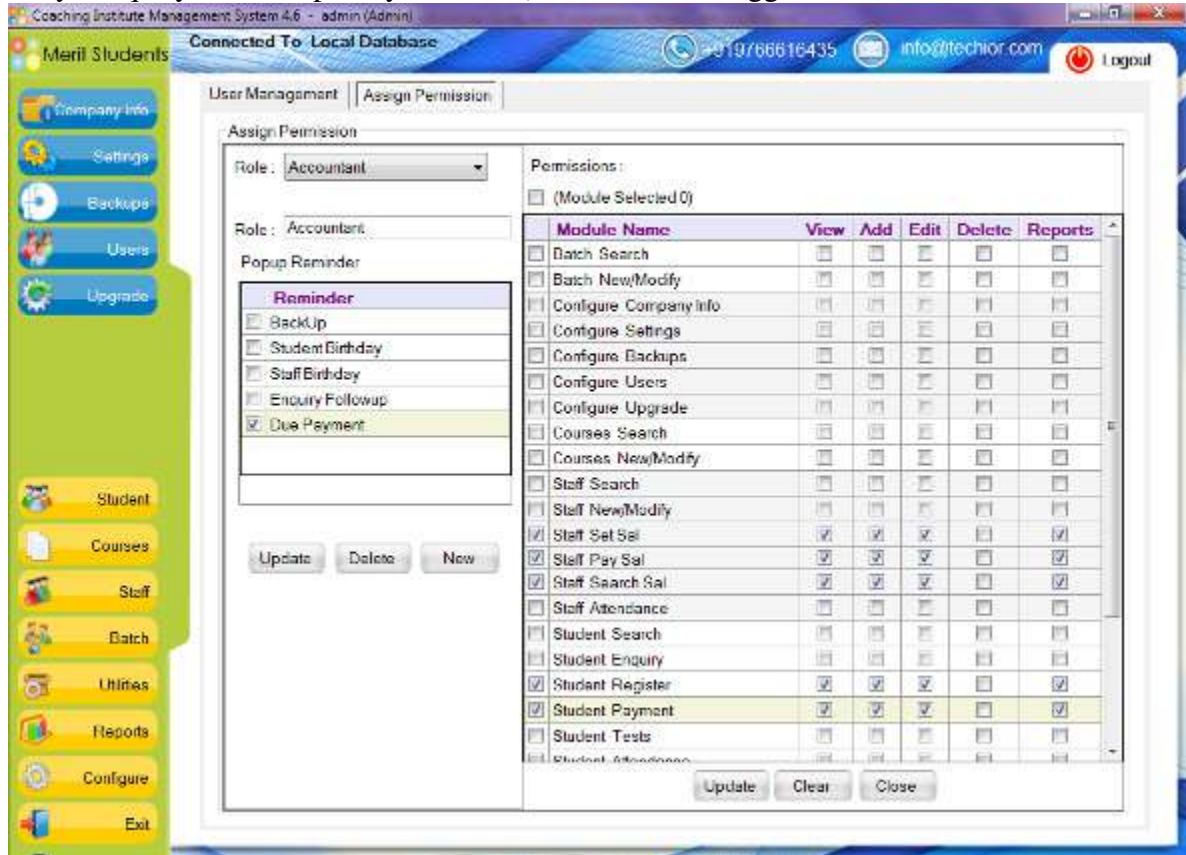 Coaching Institute Management System 4.6 - admin (Admin)
Meril Students
Connected To Local Database
+919766616435
info@techior.com
Logout
Company Info
Settings
Backups
Users
Upgrade
Student
Courses
Staff
Batch
Utilities
Reports
Configure
Exit
User Management
Assign Permission
Assign Permission
Role : Accountant
Role : Accountant
Popup Reminder
Reminder
BackUp
Student Birthday
Staff Birthday
Enquiry Followup
Due Payment
Update Delete New
Permissions :
(Module Selected 0)
Module Name View Add Edit Delete Reports
Batch Search
Batch New/Modify
Configure Company Info
Configure Settings
Configure Backups
Configure Users
Configure Upgrade
Courses Search
Courses New/Modify
Staff Search
Staff New/Modify
Staff Set Sal
Staff Pay Sal
Staff Search Sal
Staff Attendance
Student Search
Student Enquiry
Student Register
Student Payment
Student Tests
Student Attendance
Update Clear Close